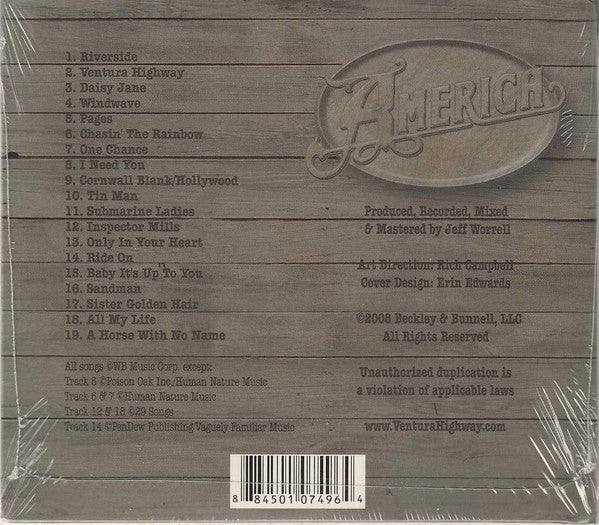 1. Riverside
2. Ventura Highway
3. Daisy Jane
4. Windwave
5. Pages
6. Chasin' The Rainbow
7. One Chance
8. I Need You
9. Cornwall Blank/Hollywood
10. Tin Man
11. Submarine Ladies
12. Inspector Mills
13. Only In Your Heart
14. Ride On
15. Baby It's Up To You
16. Sandman
17. Sister Golden Hair
18. All My Life
19. A Horse With No Name
All songs ©WB Music Corp. except:
Track 5 ©Poison Oak Inc/Human Nature Music
Track 6 & 7 ©Human Nature Music
Track 12 & 18 ©29 Songs
Track 14 ©PenDew Publishing/Vaguely Familiar Music
America
Produced, Recorded, Mixed
& Mastered by Jeff Worrell
Art Direction: Rich Campbell
Cover Design: Erin Edwards
©2008 Beckley & Bunnell, LLC
All Rights Reserved
Unauthorized duplication is
a violation of applicable laws
www.VenturaHighway.com
8 84501 07496 4